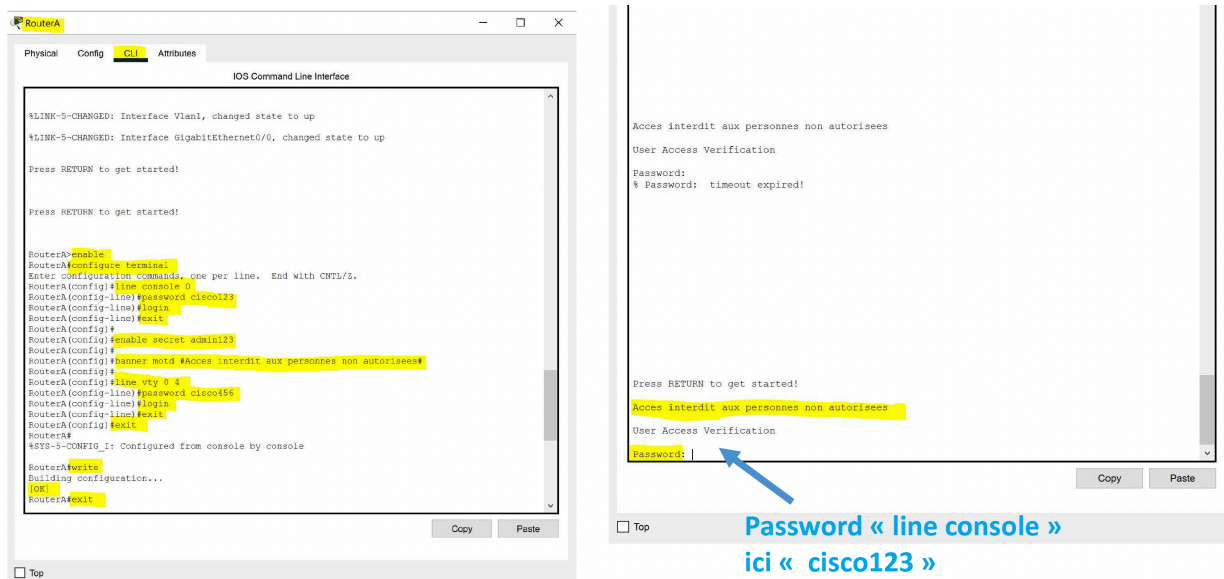 RouterA
Physical Config CLI Attributes
IOS Command Line Interface
%LINK-5-CHANGED: Interface Vlan1, changed state to up
%LINK-5-CHANGED: Interface GigabitEthernet0/0, changed state to up
Press RETURN to get started!
Press RETURN to get started!
RouterA>enable
RouterA#configure terminal
Enter configuration commands, one per line. End with CNTL/Z.
RouterA(config)#line console 0
RouterA(config-line)#password cisco123
RouterA(config-line)#login
RouterA(config-line)#exit
RouterA(config)#
RouterA(config)#enable secret admin123
RouterA(config)#
RouterA(config)#banner motd #Acces interdit aux personnes non autorisees#
RouterA(config)#
RouterA(config)#line vty 0 4
RouterA(config-line)#password cisco456
RouterA(config-line)#login
RouterA(config-line)#exit
RouterA(config)#exit
RouterA#
%SYS-5-CONFIG_I: Configured from console by console
RouterA#write
Building configuration...
[OK]
RouterA#exit
Copy Paste
Top
Acces interdit aux personnes non autorisees
User Access Verification
Password:
% Password: timeout expired!
Press RETURN to get started!
Acces interdit aux personnes non autorisees
User Access Verification
Password:
Copy Paste
Top
Password « line console »
ici « cisco123 »